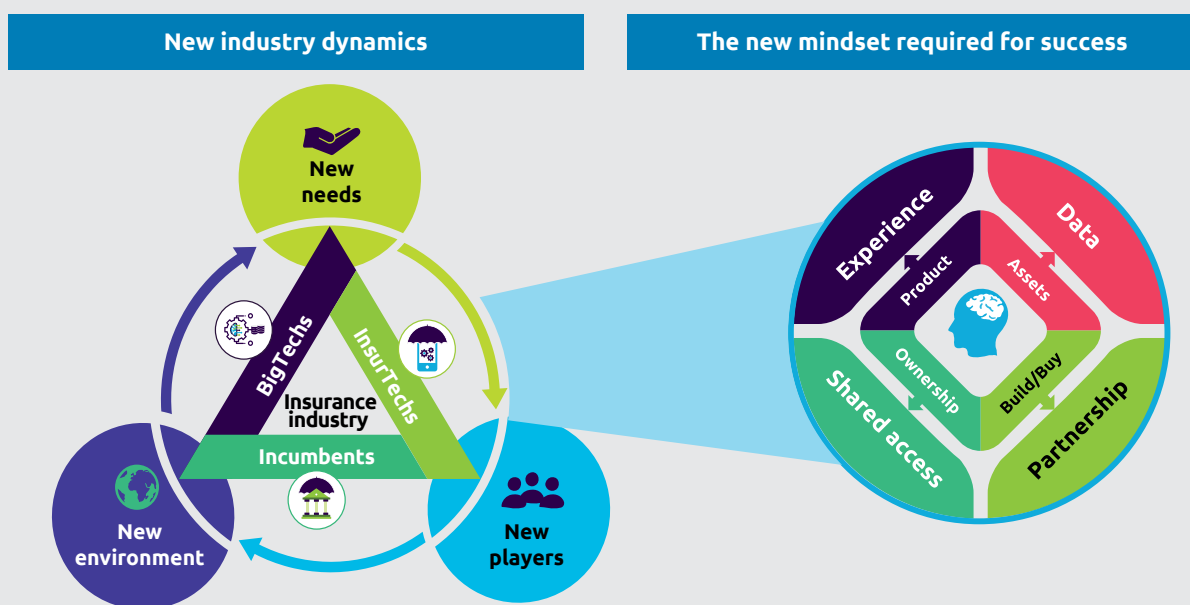 New industry dynamics
The new mindset required for success
New
needs
BigTechs
InsurTechs
Insurance
industry
Incumbents
New
environment
New
players
Experience
Data
Product
Assets
Ownership
Build/Buy
Shared access
Partnership